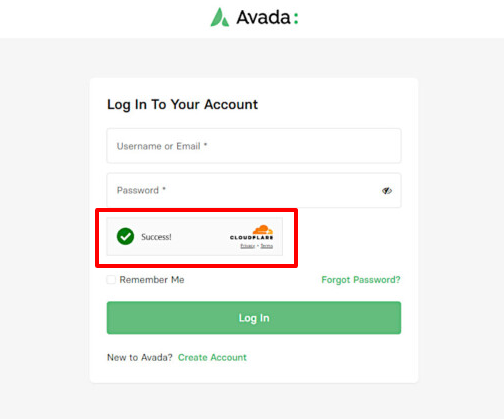 Avada:
Log In To Your Account
Username or Email *
Password *
Success!
CLOUDFLARE
Privacy • Terms
Remember Me
Forgot Password?
Log In
New to Avada? Create Account